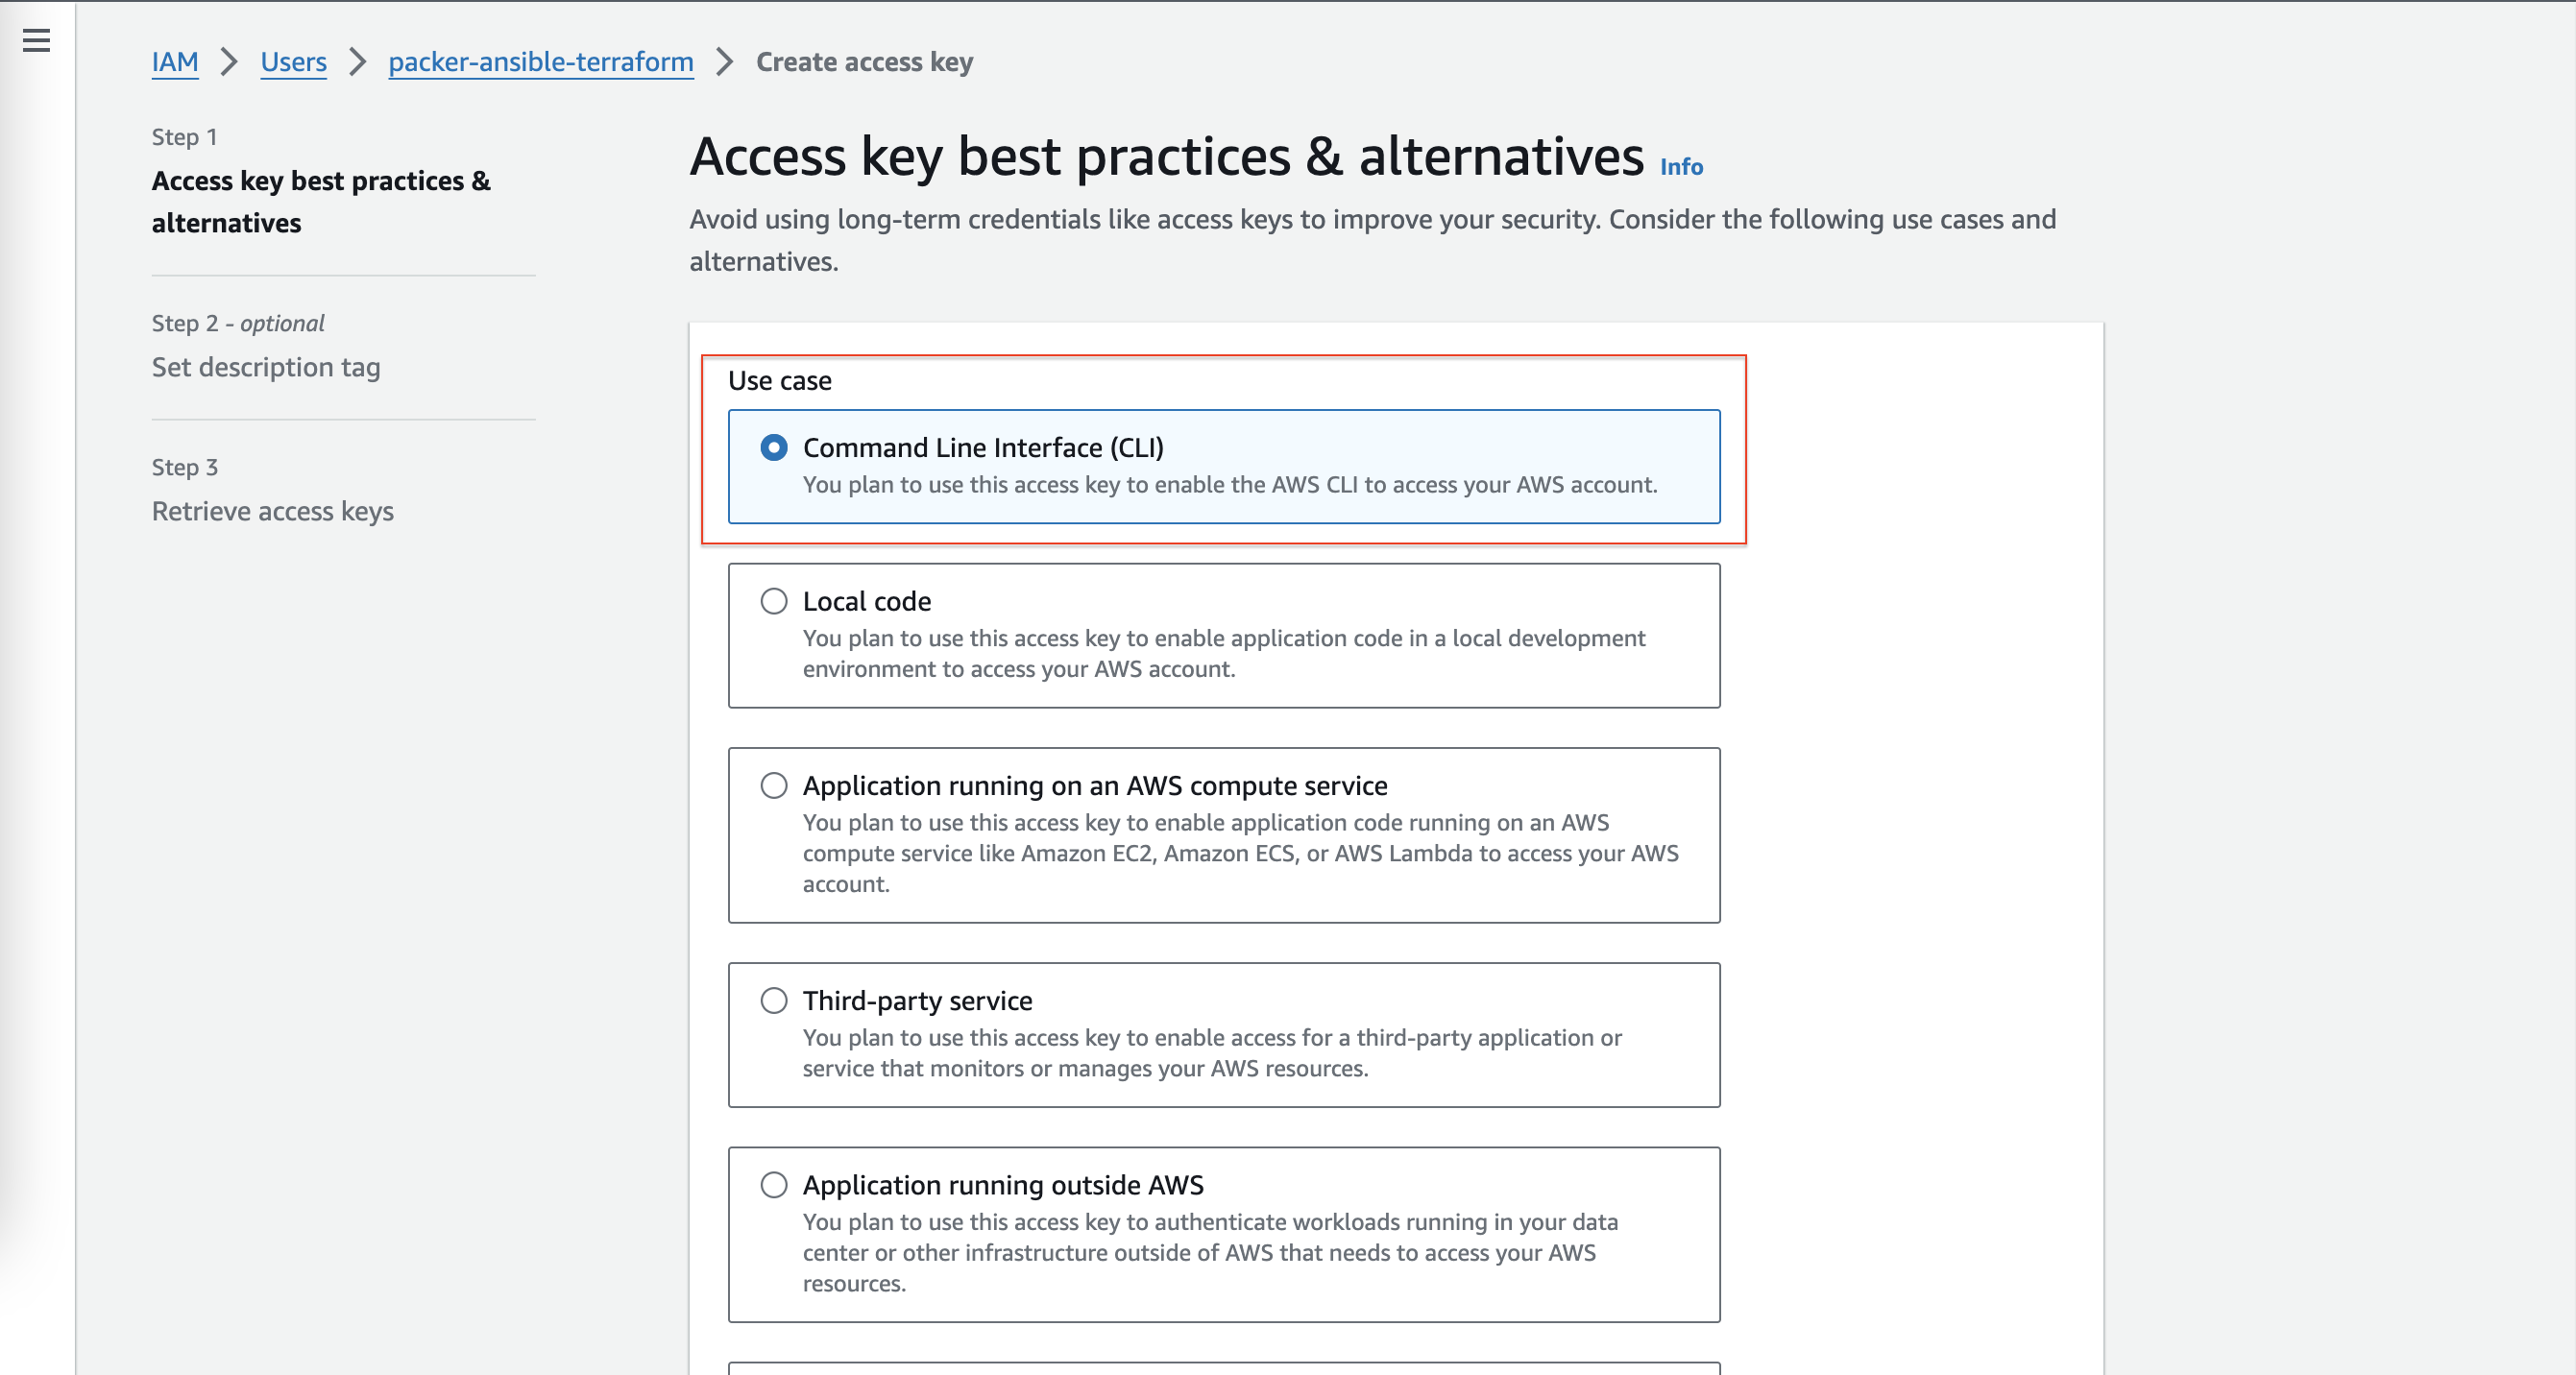 IAM > Users > packer-ansible-terraform > Create access key
Step 1
Access key best practices &
alternatives
Step 2 - optional
Set description tag
Step 3
Retrieve access keys
Access key best practices & alternatives Info
Avoid using long-term credentials like access keys to improve your security. Consider the following use cases and
alternatives.
Use case
Command Line Interface (CLI)
You plan to use this access key to enable the AWS CLI to access your AWS account.
Local code
You plan to use this access key to enable application code in a local development
environment to access your AWS account.
Application running on an AWS compute service
You plan to use this access key to enable application code running on an AWS
compute service like Amazon EC2, Amazon ECS, or AWS Lambda to access your AWS
account.
Third-party service
You plan to use this access key to enable access for a third-party application or
service that monitors or manages your AWS resources.
Application running outside AWS
You plan to use this access key to authenticate workloads running in your data
center or other infrastructure outside of AWS that needs to access your AWS
resources.